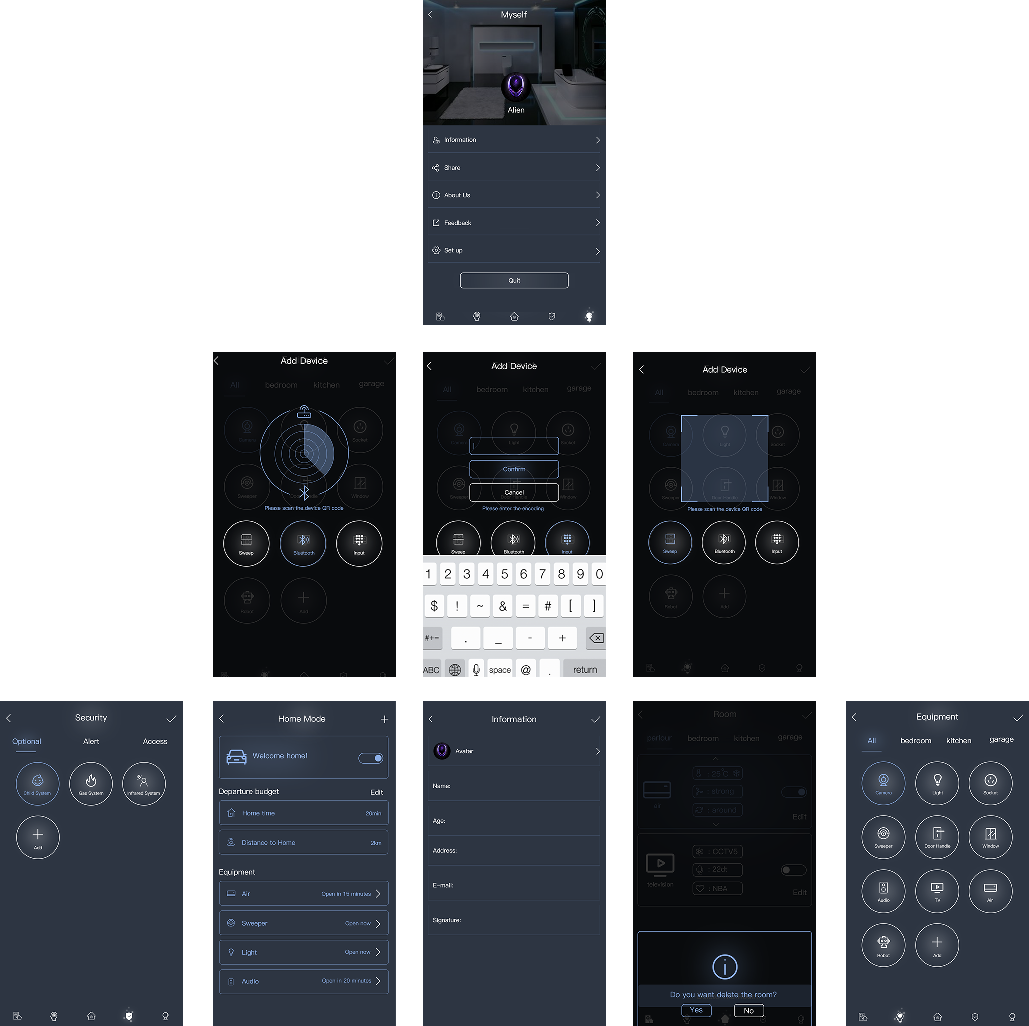 Myself
Alien
Information
Share
About Us
Feedback
Set up
Quit
Add Device
All bedroom kitchen garage
Camera Socket
Sweeper Window
Please scan the device QR code
Sweep Bluetooth Input
Robot Add
Add Device
All bedroom kitchen garage
Light
Confirm
Cancel
Please enter the encoding
Sweep Bluetooth Input
1 2 3 4 5 6 7 8 9 0
$ ! ~ & = # [ ]
#+= . _ - +
ABC space @ . return
Add Device
All bedroom kitchen garage
Light Socket
Sweeper Door Handle Window
Please scan the device QR code
Sweep Bluetooth Input
Robot Add
Security
Optional Alert Access
Child System Gas System Infrared System
Add
Home Mode
Welcome home!
Departure budget Edit
Home time 20min
Distance to Home 2km
Equipment
Air Open in 15 minutes
Sweeper Open now
Light Open now
Audio Open in 20 minutes
Information
Avatar
Name:
Age:
Address:
E-mail:
Signature:
Room
parlour bedroom kitchen garage
23°C
strong
air
around
Edit
: CCTV5
: 22dt
television
: NBA
Edit
Do you want delete the room?
Yes No
Equipment
All bedroom kitchen garage
Camera Light Socket
Sweeper Door Handle Window
Audio TV Air
Robot Add